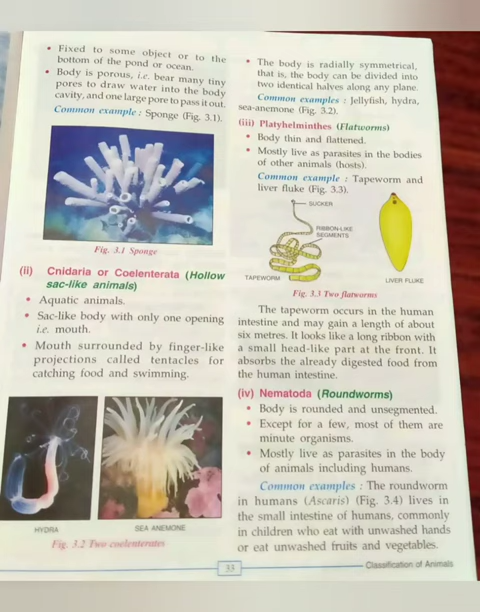 • Fixed to some object or to the
bottom of the pond or ocean.
• Body is porous, i.e. bear many tiny
pores to draw water into the body
cavity, and one large pore to pass it out.
Common example : Sponge (Fig. 3.1).
Fig. 3.1 Sponge
(ii) Cnidaria or Coelenterata (Hollow
sac-like animals)
• Aquatic animals.
• Sac-like body with only one opening
i.e. mouth.
• Mouth surrounded by finger-like
projections called tentacles for
catching food and swimming.
HYDRA
SEA ANEMONE
Fig. 3.2 Two coelenterates
• The body is radially symmetrical,
that is, the body can be divided into
two identical halves along any plane.
Common examples : Jellyfish, hydra,
sea-anemone (Fig. 3.2).
(iii) Platyhelminthes (Flatworms)
• Body thin and flattened.
• Mostly live as parasites in the bodies
of other animals (hosts).
Common example : Tapeworm and
liver fluke (Fig. 3.3).
SUCKER
RIBBON-LIKE
SEGMENTS
TAPEWORM
LIVER FLUKE
Fig. 3.3 Two flatworms
The tapeworm occurs in the human
intestine and may gain a length of about
six metres. It looks like a long ribbon with
a small head-like part at the front. It
absorbs the already digested food from
the human intestine.
(iv) Nematoda (Roundworms)
• Body is rounded and unsegmented.
• Except for a few, most of them are
minute organisms.
• Mostly live as parasites in the body
of animals including humans.
Common examples : The roundworm
in humans (Ascaris) (Fig. 3.4) lives in
the small intestine of humans, commonly
in children who eat with unwashed hands
or eat unwashed fruits and vegetables.
33
Classification of Animals